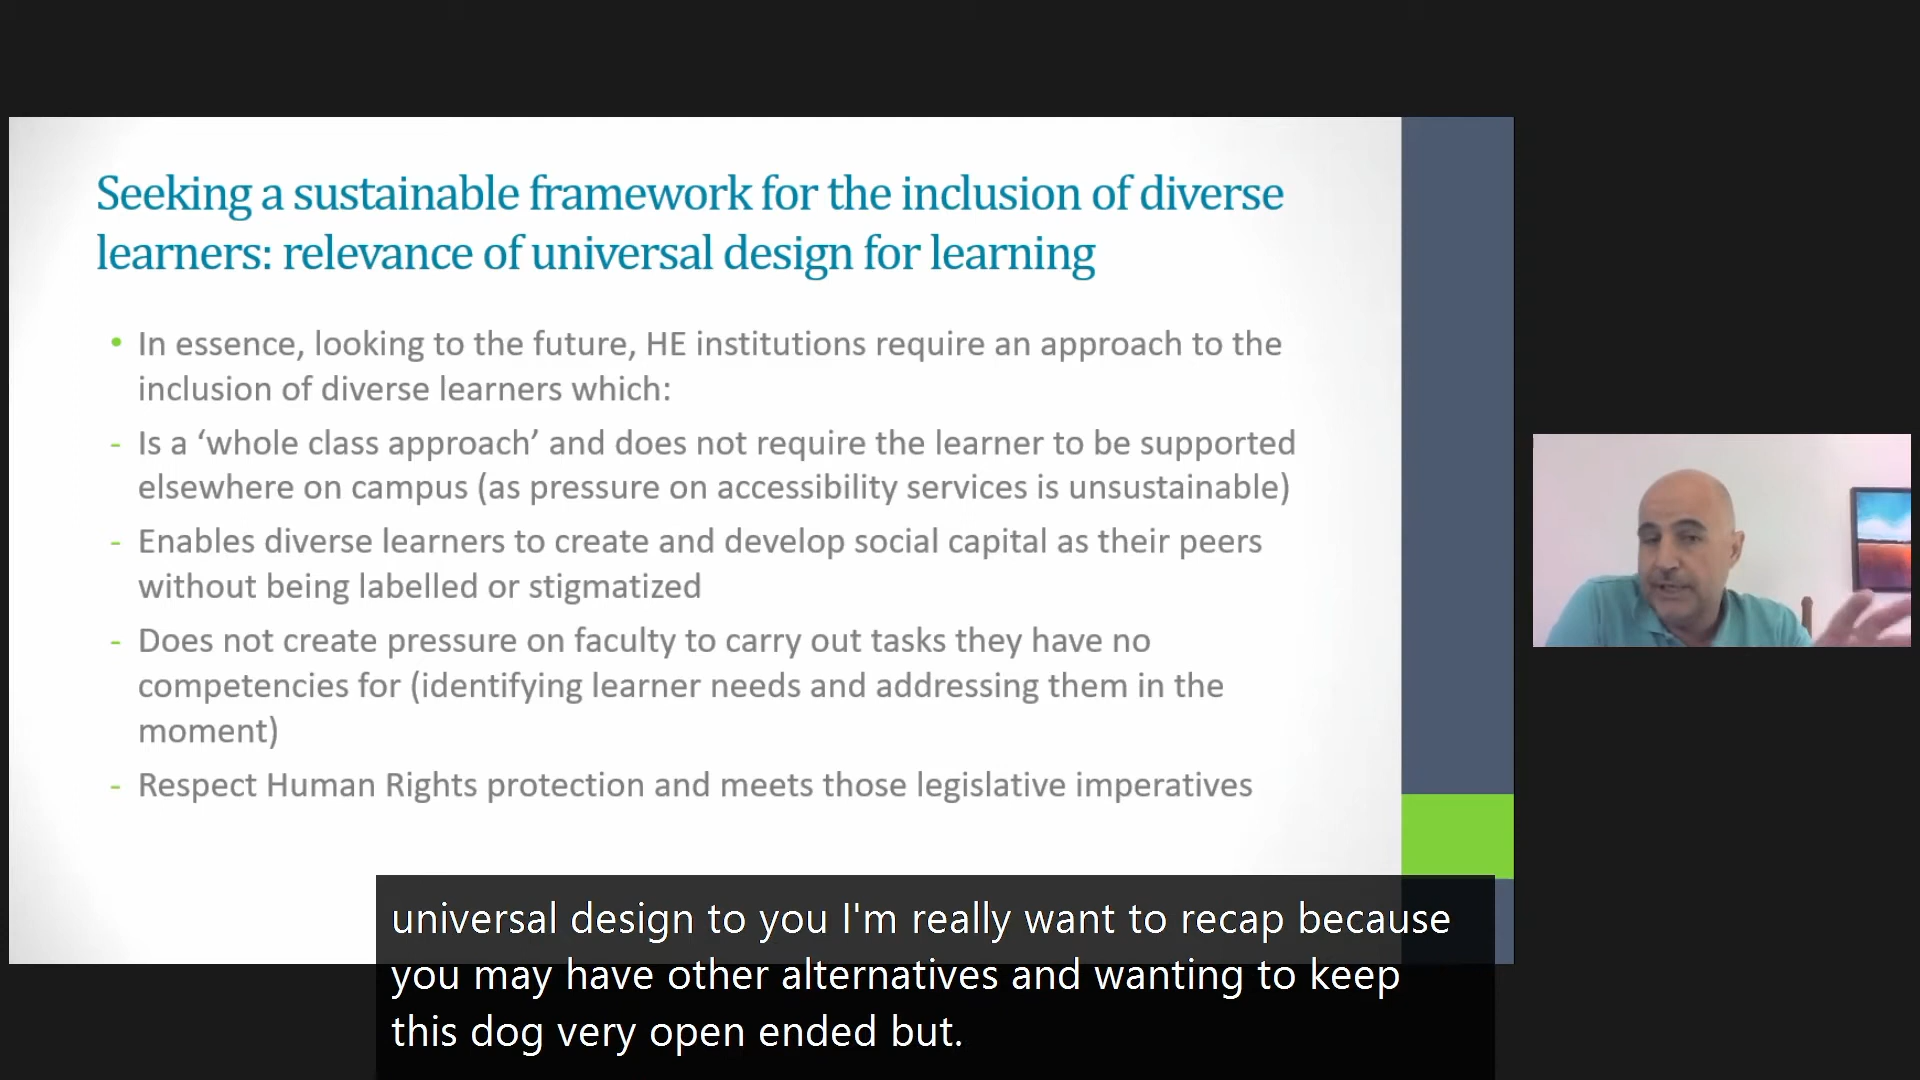 Seeking a sustainable framework for the inclusion of diverse
learners: relevance of universal design for learning
• In essence, looking to the future, HE institutions require an approach to the
inclusion of diverse learners which:
- Is a ‘whole class approach’ and does not require the learner to be supported
elsewhere on campus (as pressure on accessibility services is unsustainable)
- Enables diverse learners to create and develop social capital as their peers
without being labelled or stigmatized
- Does not create pressure on faculty to carry out tasks they have no
competencies for (identifying learner needs and addressing them in the
moment)
- Respect Human Rights protection and meets those legislative imperatives
universal design to you I'm really want to recap because
you may have other alternatives and wanting to keep
this dog very open ended but.